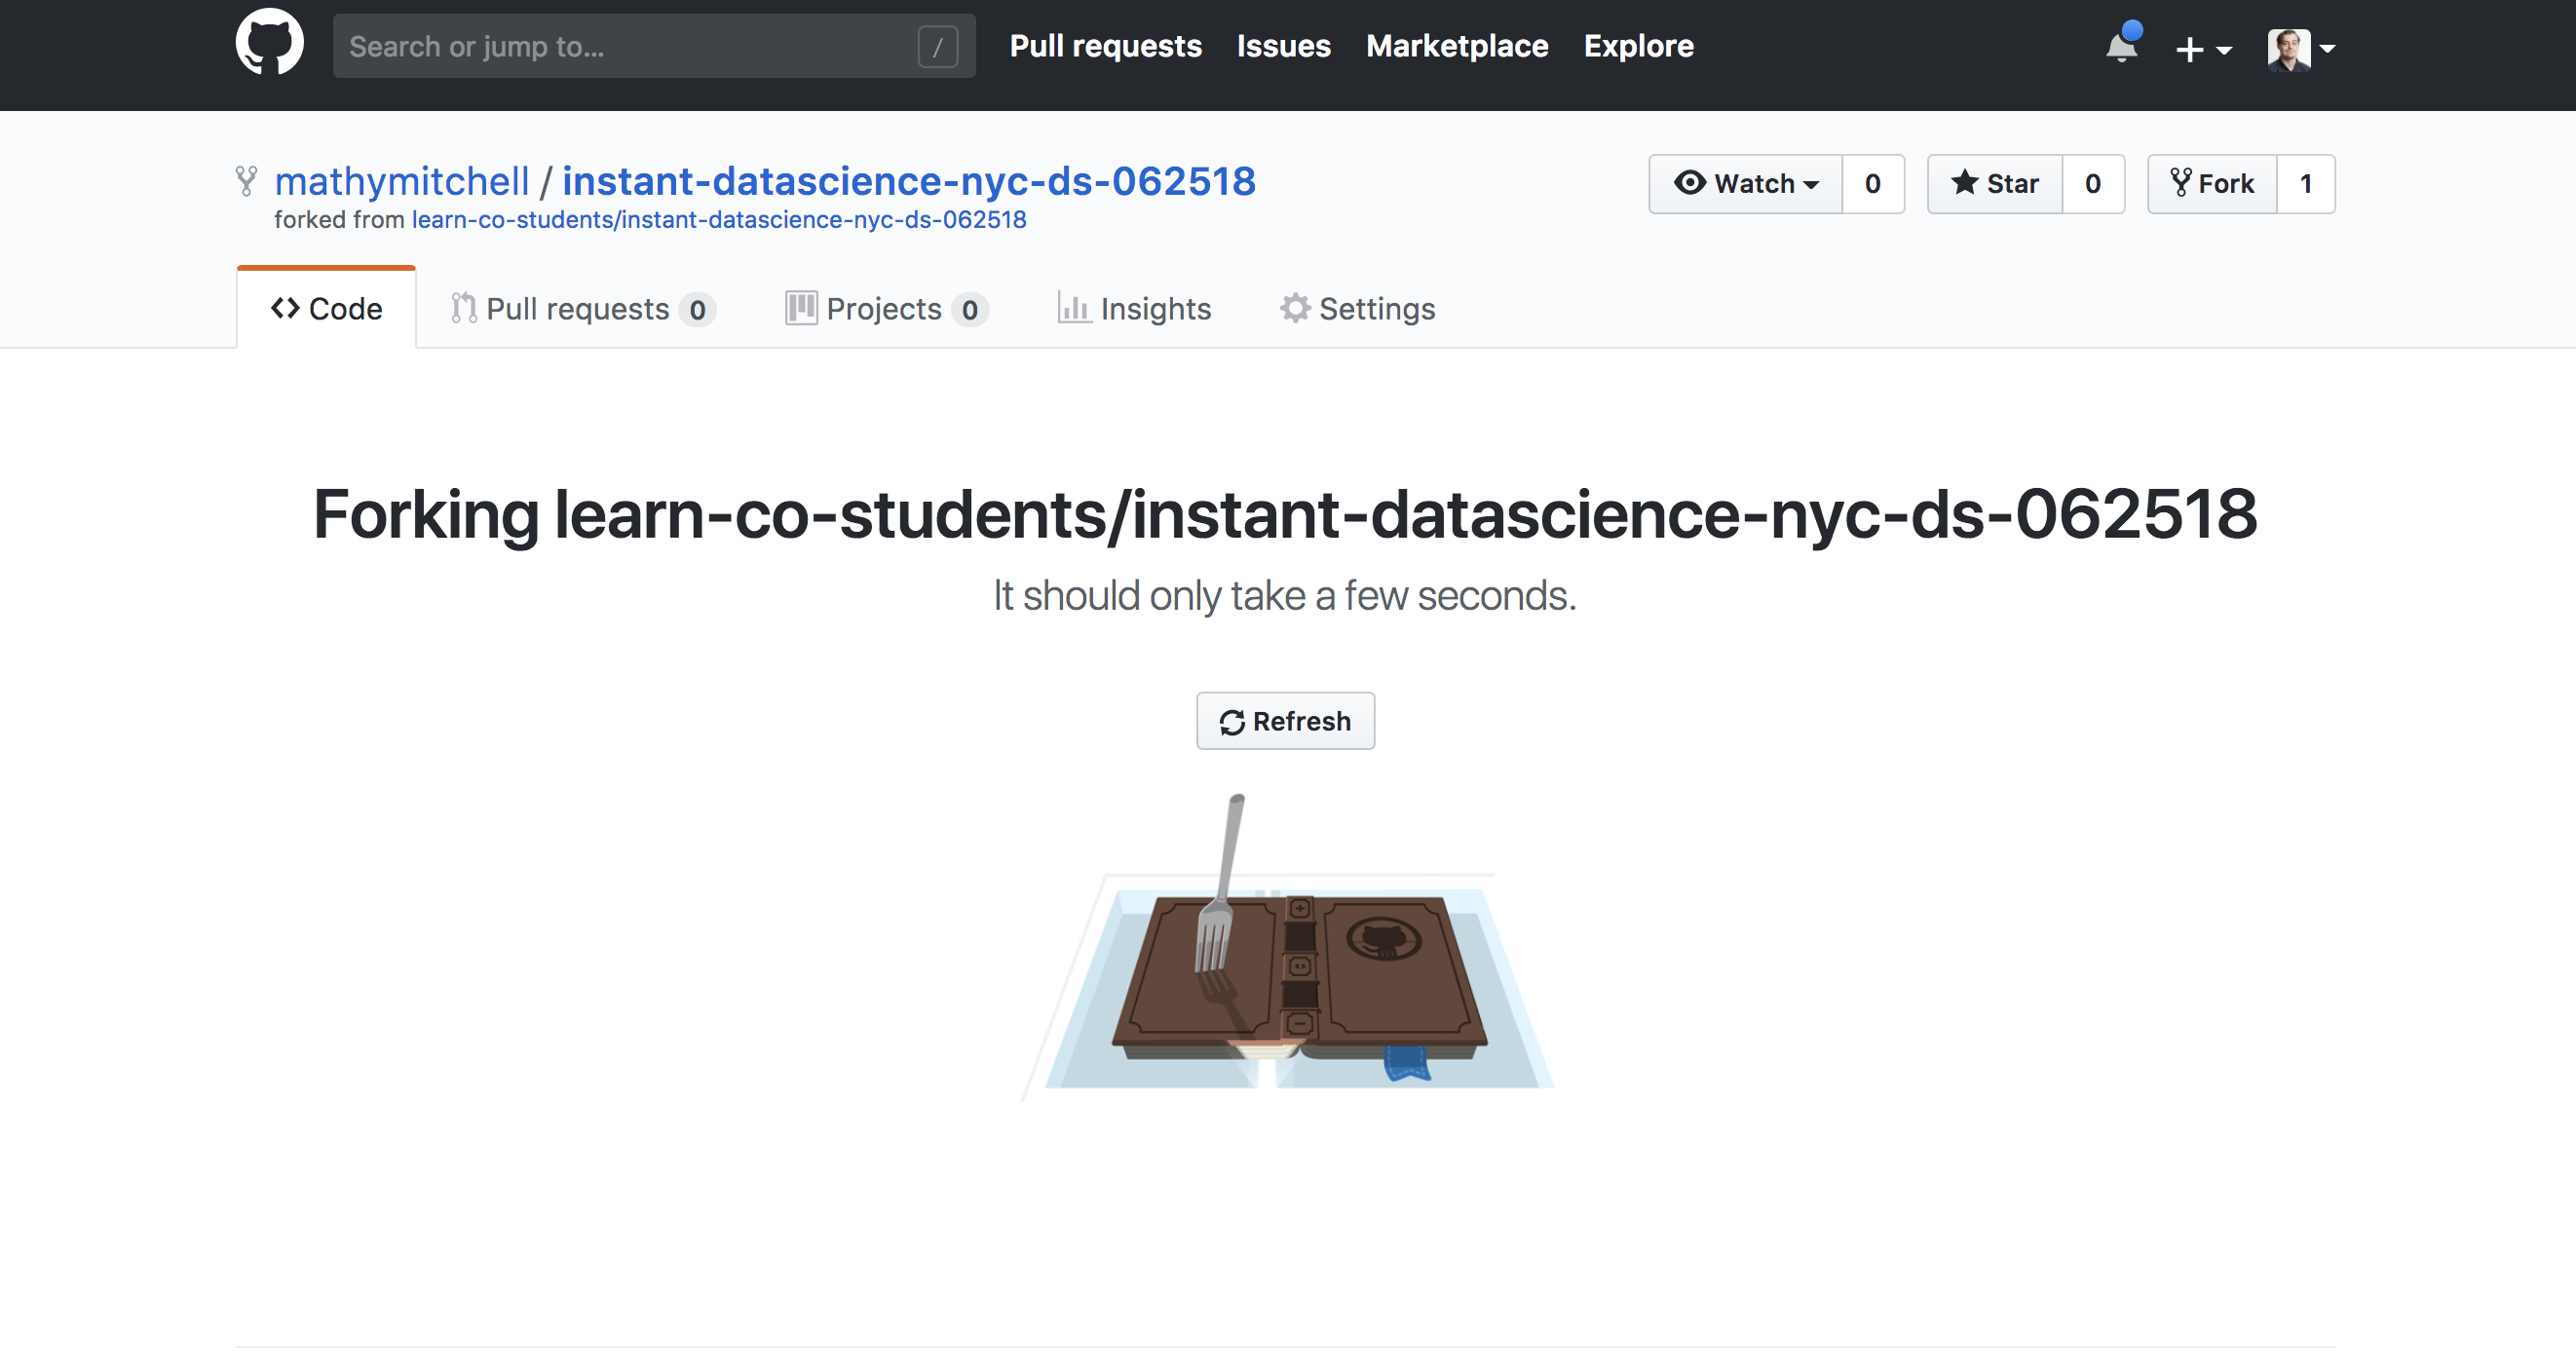 Search or jump to... / Pull requests Issues Marketplace Explore
mathymitchell / instant-datascience-nyc-ds-062518 Watch 0 Star 0 Fork 1
forked from learn-co-students/instant-datascience-nyc-ds-062518
Code Pull requests 0 Projects 0 Insights Settings
Forking learn-co-students/instant-datascience-nyc-ds-062518
It should only take a few seconds.
Refresh